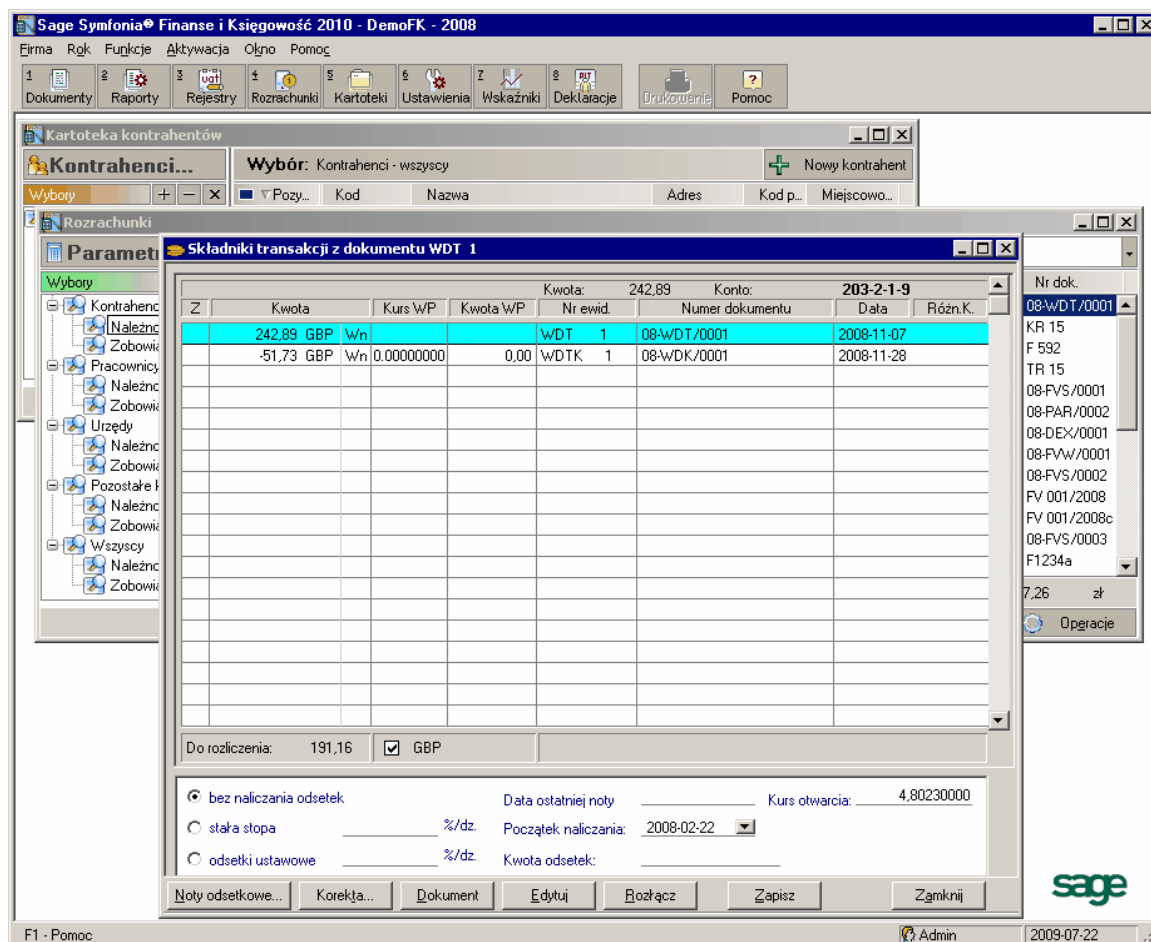 Sage Symfonia® Finanse i Księgowość 2010 - DemoFK - 2008
Firma Rok Funkcje Aktywacja Okno Pomoc
1 Dokumenty 2 Raporty 3 Rejestry 4 Rozrachunki 5 Kartoteki 6 Ustawienia 7 Wskaźniki 8 Deklaracje Drukowanie ? Pomoc
Kartoteka kontrahentów
Kontrahenci... Wybór: Kontrahenci - wszyscy Nowy kontrahent
Wybory Pozy... Kod Nazwa Adres Kod p... Miejscowo...
Rozrachunki
Paramet
Składniki transakcji z dokumentu WDT 1
Wybory Nr dok.
Kwota: 242,89 Konto: 203-2-1-9
Z Kwota Kurs WP Kwota WP Nr ewid. Numer dokumentu Data Różn.K.
242,89 GBP Wn WDT 1 08-WDT/0001 2008-11-07
-51,73 GBP Wn 0.00000000 0,00 WDTK 1 08-WDK/0001 2008-11-28
Kontrahenc
Należno
Zobowia
Pracownicy
Należno
Zobowia
Urzędy
Należno
Zobowia
Pozostałe k
Należno
Zobowia
Wszyscy
Należno
Zobowia
08-WDT/0001
KR 15
F 592
TR 15
08-FVS/0001
08-PAR/0002
08-DEX/0001
08-FVW/0001
08-FVS/0002
FV 001/2008
FV 001/2008c
08-FVS/0003
F1234a
7,26 zł
Operacje
Do rozliczenia: 191,16 GBP
bez naliczania odsetek Data ostatniej noty Kurs otwarcia: 4,80230000
stała stopa %/dz. Początek naliczania: 2008-02-22
odsetki ustawowe %/dz. Kwota odsetek:
Noty odsetkowe... Korekta... Dokument Edytuj Rozłącz Zapisz Zamknij
sage
F1 - Pomoc Admin 2009-07-22